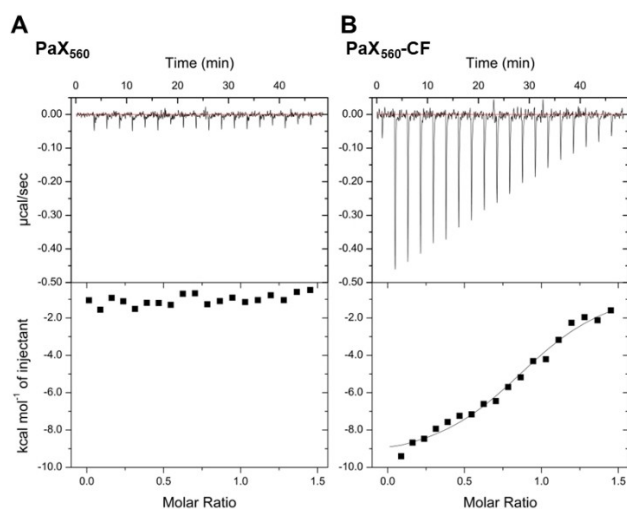 A
B
PaX560
PaX560-CF
Time (min)
Time (min)
0 10 20 30 40
0 10 20 30 40
0.00
-0.10
-0.20
-0.30
-0.40
-0.50
µcal/sec
0.00
-0.10
-0.20
-0.30
-0.40
-0.50
-2.0
-4.0
-6.0
-8.0
-10.0
kcal mol-1 of injectant
-2.0
-4.0
-6.0
-8.0
-10.0
0.0 0.5 1.0 1.5
0.0 0.5 1.0 1.5
Molar Ratio
Molar Ratio